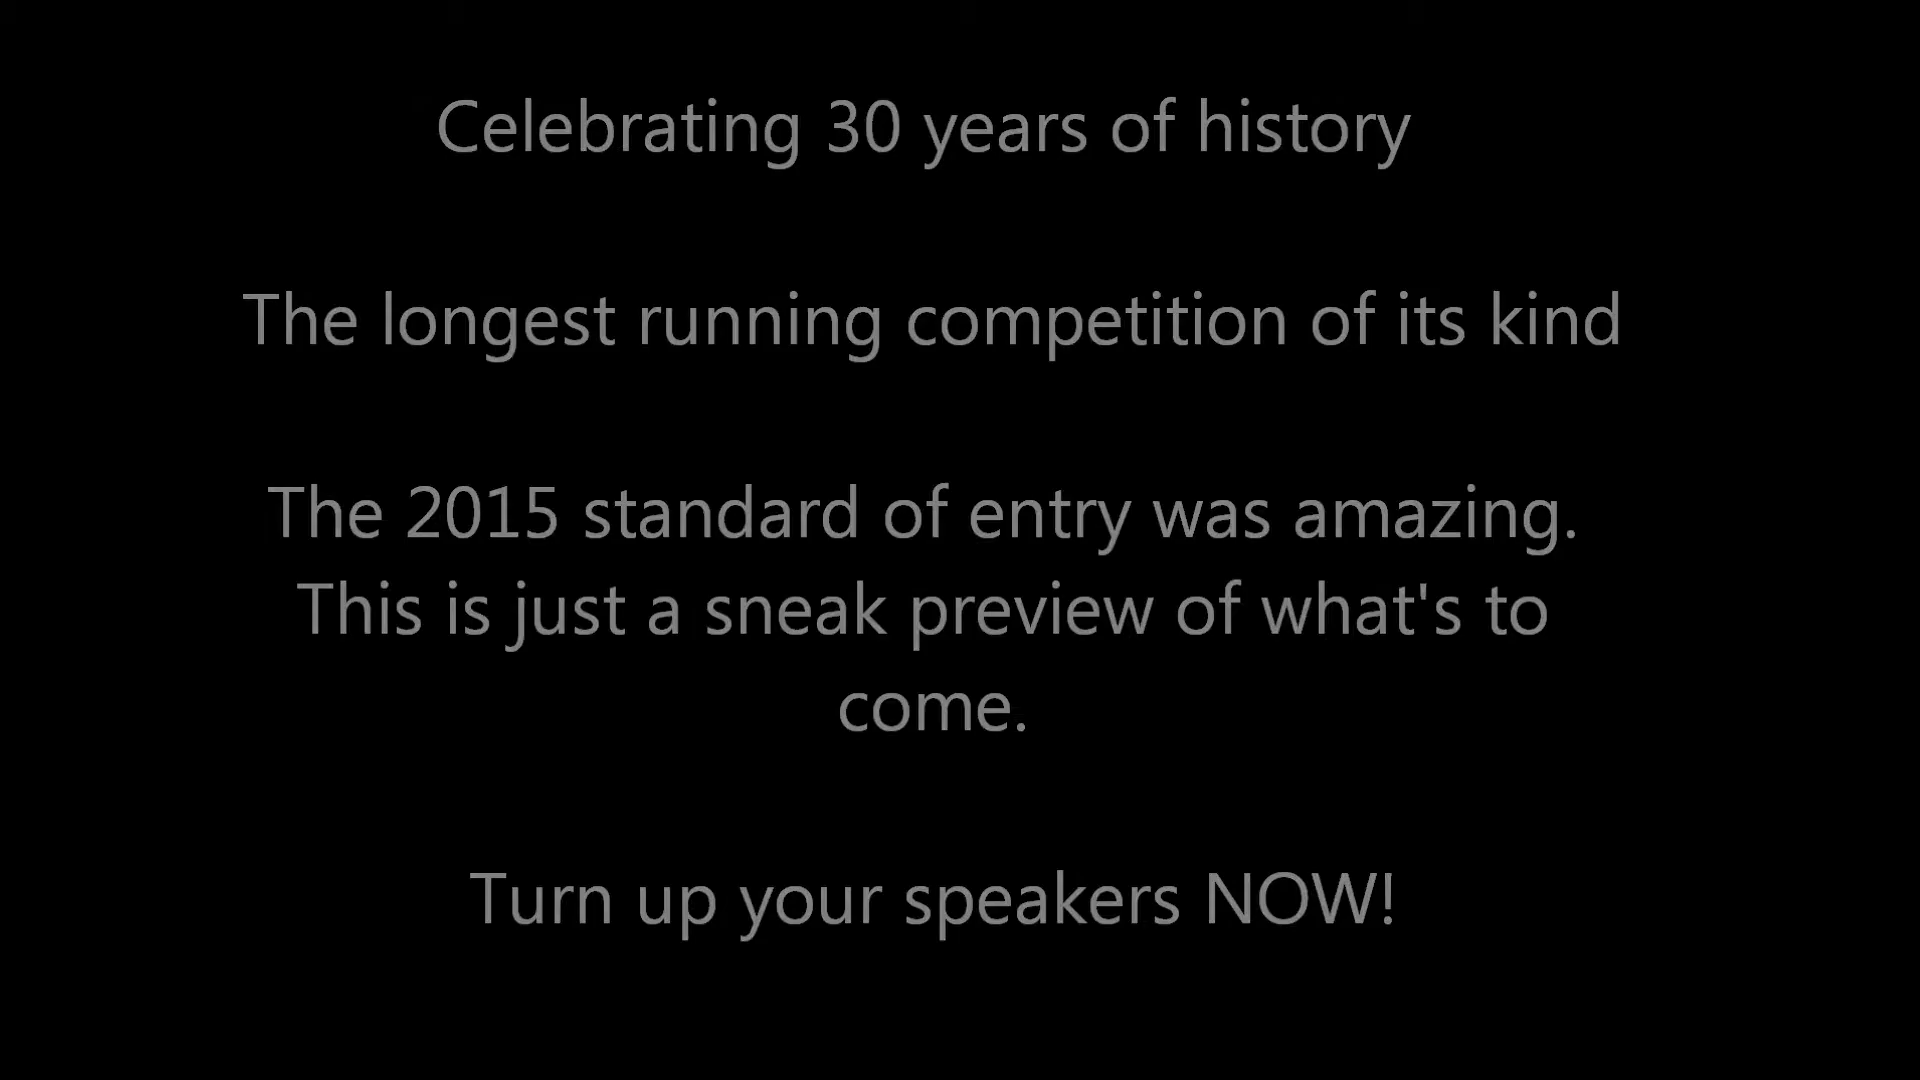 Celebrating 30 years of history
The longest running competition of its kind
The 2015 standard of entry was amazing.
This is just a sneak preview of what's to
come.
Turn up your speakers NOW!